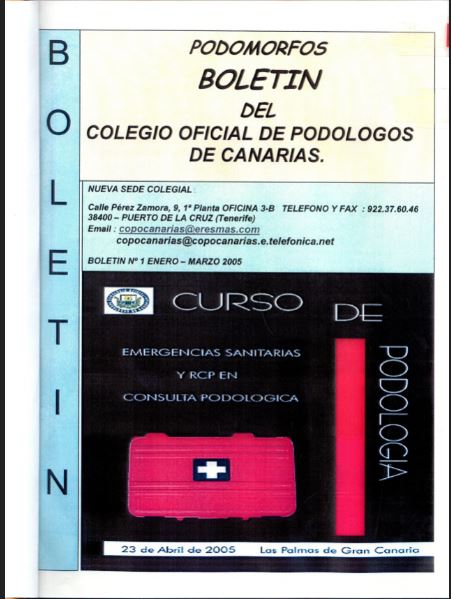 BOLETIN
PODOMORFOS
BOLETIN
DEL
COLEGIO OFICIAL DE PODOLOGOS
DE CANARIAS.
NUEVA SEDE COLEGIAL:
Calle Pérez Zamora, 9, 1ª Planta OFICINA 3-B TELEFONO Y FAX : 922.37.60.46
38400 – PUERTO DE LA CRUZ (Tenerife)
Email : copocanarias@eresmas.com
copocanarias@copocanarias.e.telefonica.net
BOLETIN Nº 1 ENERO – MARZO 2005
CURSO DE
PODOLOGIA
EMERGENCIAS SANITARIAS
Y RCP EN
CONSULTA PODOLOGICA
23 de Abril de 2005 Las Palmas de Gran Canaria